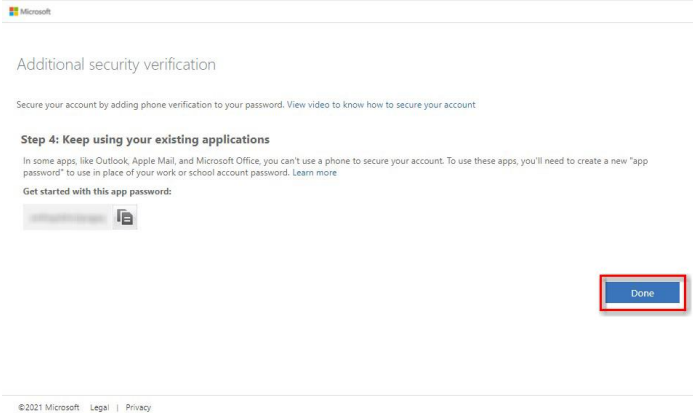 Microsoft
Additional security verification
Secure your account by adding phone verification to your password. View video to know how to secure your account
Step 4: Keep using your existing applications
In some apps, like Outlook, Apple Mail, and Microsoft Office, you can't use a phone to secure your account. To use these apps, you'll need to create a new "app
password" to use in place of your work or school account password. Learn more
Get started with this app password:
Done
©2021 Microsoft Legal | Privacy